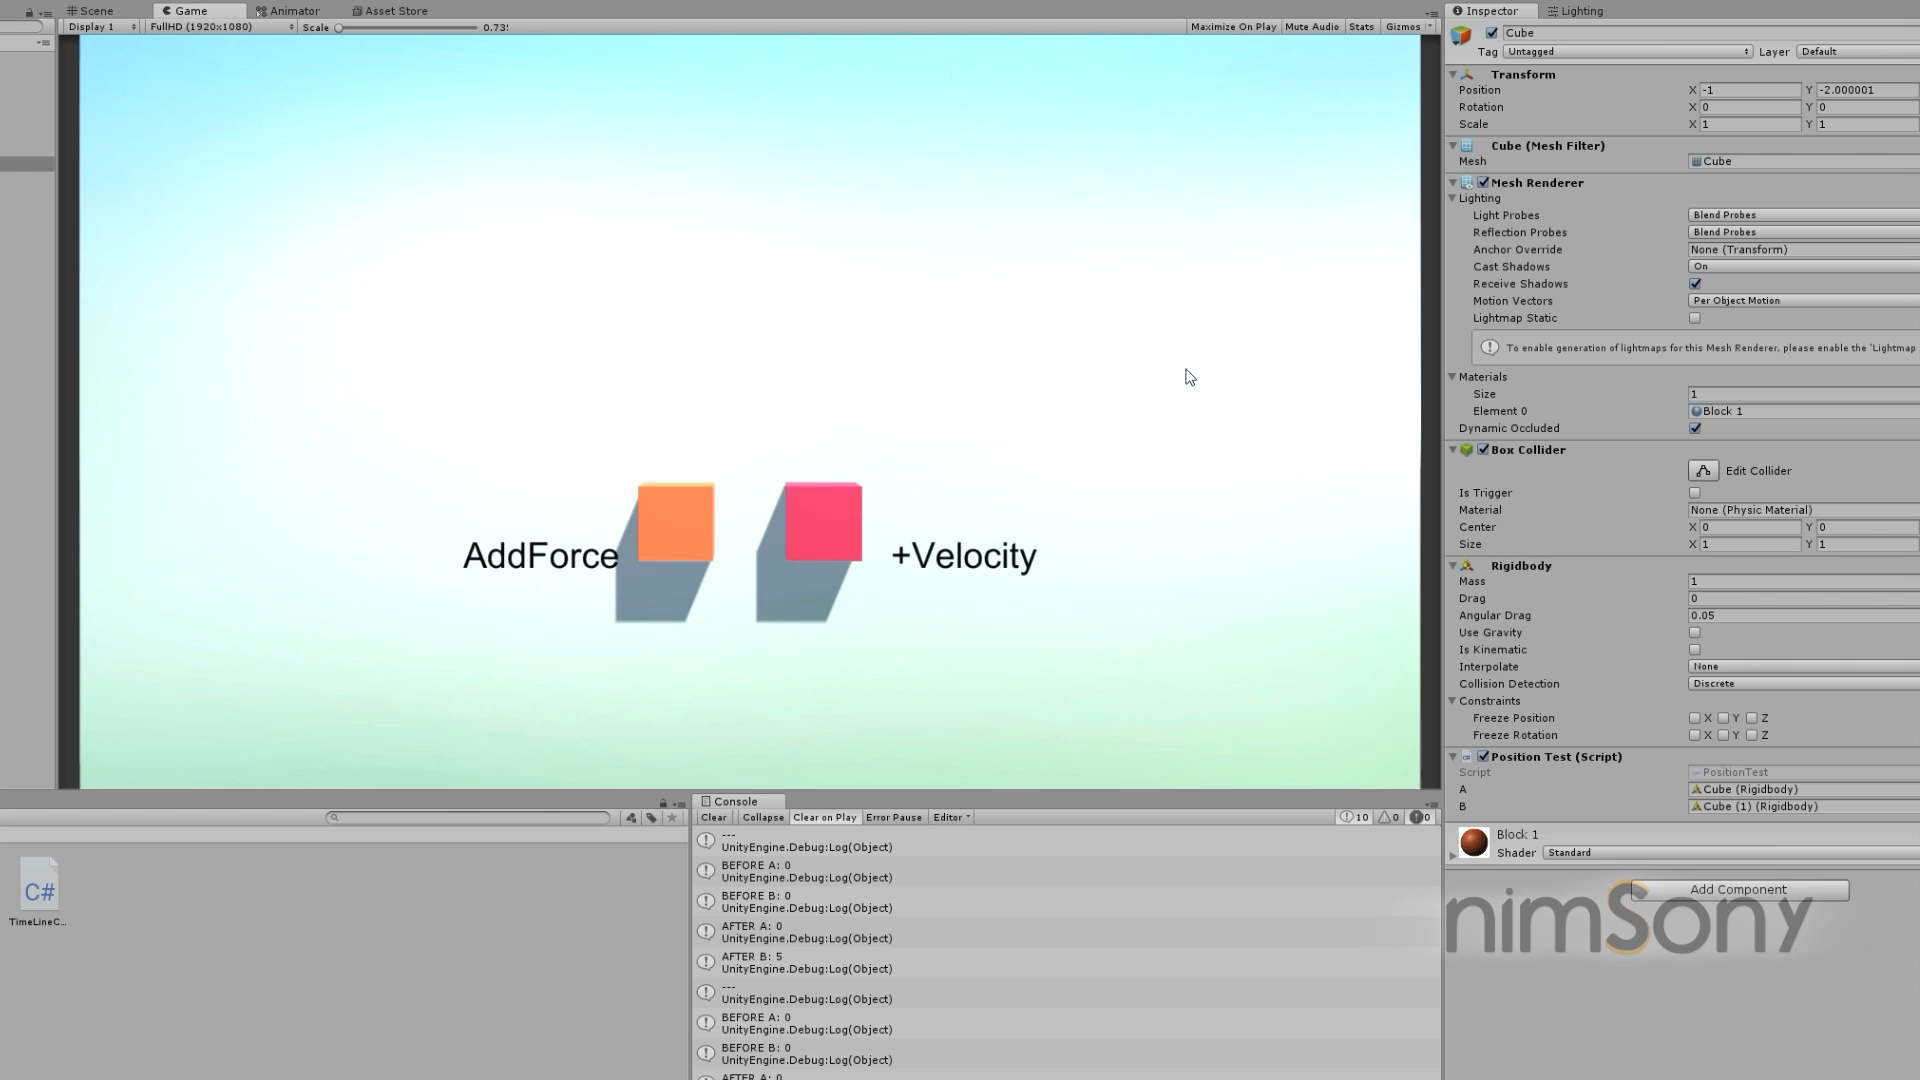 Scene
Game
Animator
Asset Store
Display 1
FullHD (1920x1080)
Scale
0.73
Maximize On Play
Mute Audio
Stats
Gizmos
AddForce
+Velocity
Inspector
Lighting
Cube
Tag
Untagged
Layer
Default
Transform
Position
X -1
Y -2.000001
Rotation
X 0
Y 0
Scale
X 1
Y 1
Cube (Mesh Filter)
Mesh
Cube
Mesh Renderer
Lighting
Light Probes
Blend Probes
Reflection Probes
Blend Probes
Anchor Override
None (Transform)
Cast Shadows
On
Receive Shadows
Motion Vectors
Per Object Motion
Lightmap Static
To enable generation of lightmaps for this Mesh Renderer, please enable the 'Lightmap
Materials
Size
1
Element 0
Block 1
Dynamic Occluded
Box Collider
Edit Collider
Is Trigger
Material
None (Physic Material)
Center
X 0
Y 0
Size
X 1
Y 1
Rigidbody
Mass
1
Drag
0
Angular Drag
0.05
Use Gravity
Is Kinematic
Interpolate
None
Collision Detection
Discrete
Constraints
Freeze Position
X Y Z
Freeze Rotation
X Y Z
Position Test (Script)
Script
PositionTest
A
Cube (Rigidbody)
B
Cube (1) (Rigidbody)
Block 1
Shader
Standard
Add Component
nimSony
TimeLineC...
Console
Clear
Collapse
Clear on Play
Error Pause
Editor
10
0
0
---
UnityEngine.Debug:Log(Object)
BEFORE A: 0
UnityEngine.Debug:Log(Object)
BEFORE B: 0
UnityEngine.Debug:Log(Object)
AFTER A: 0
UnityEngine.Debug:Log(Object)
AFTER B: 5
UnityEngine.Debug:Log(Object)
---
UnityEngine.Debug:Log(Object)
BEFORE A: 0
UnityEngine.Debug:Log(Object)
BEFORE B: 0
UnityEngine.Debug:Log(Object)
AFTER A: 0
C#